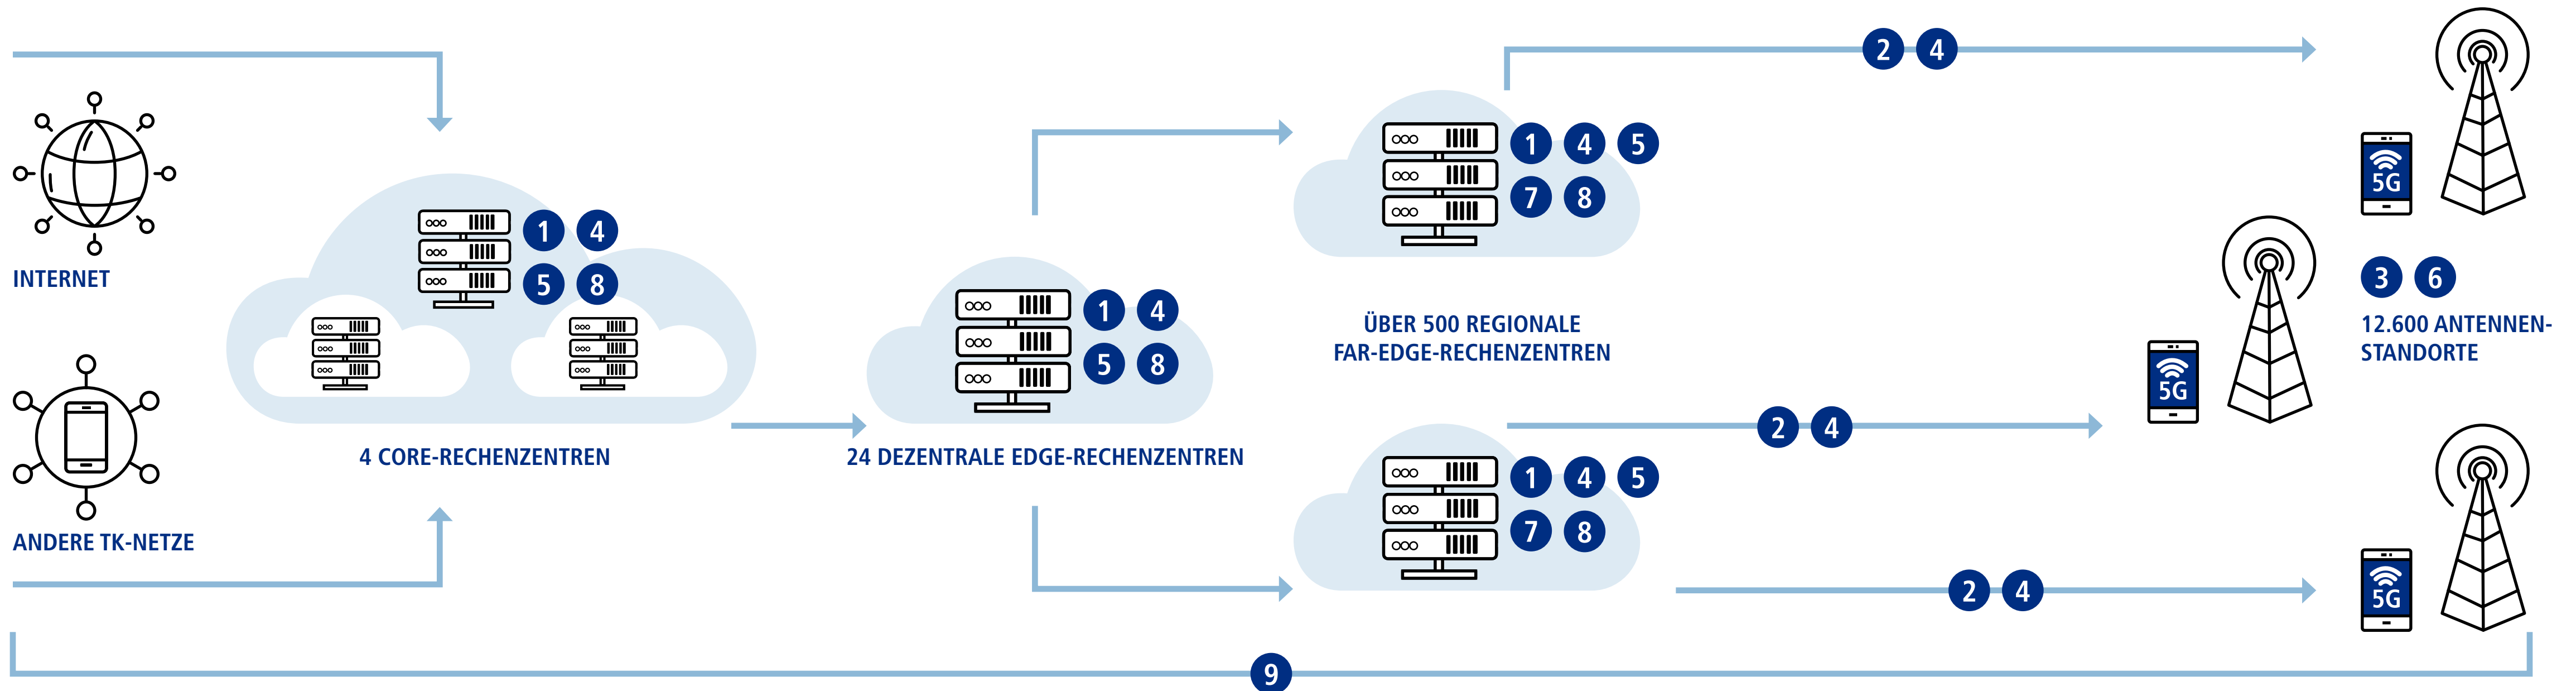 INTERNET
ANDERE TK-NETZE
1 4
5 8
4 CORE-RECHENZENTREN
1 4
5 8
24 DEZENTRALE EDGE-RECHENZENTREN
1 4 5
7 8
ÜBER 500 REGIONALE
FAR-EDGE-RECHENZENTREN
1 4 5
7 8
2 4
2 4
2 4
5G
5G
5G
3 6
12.600 ANTENNEN-
STANDORTE
9